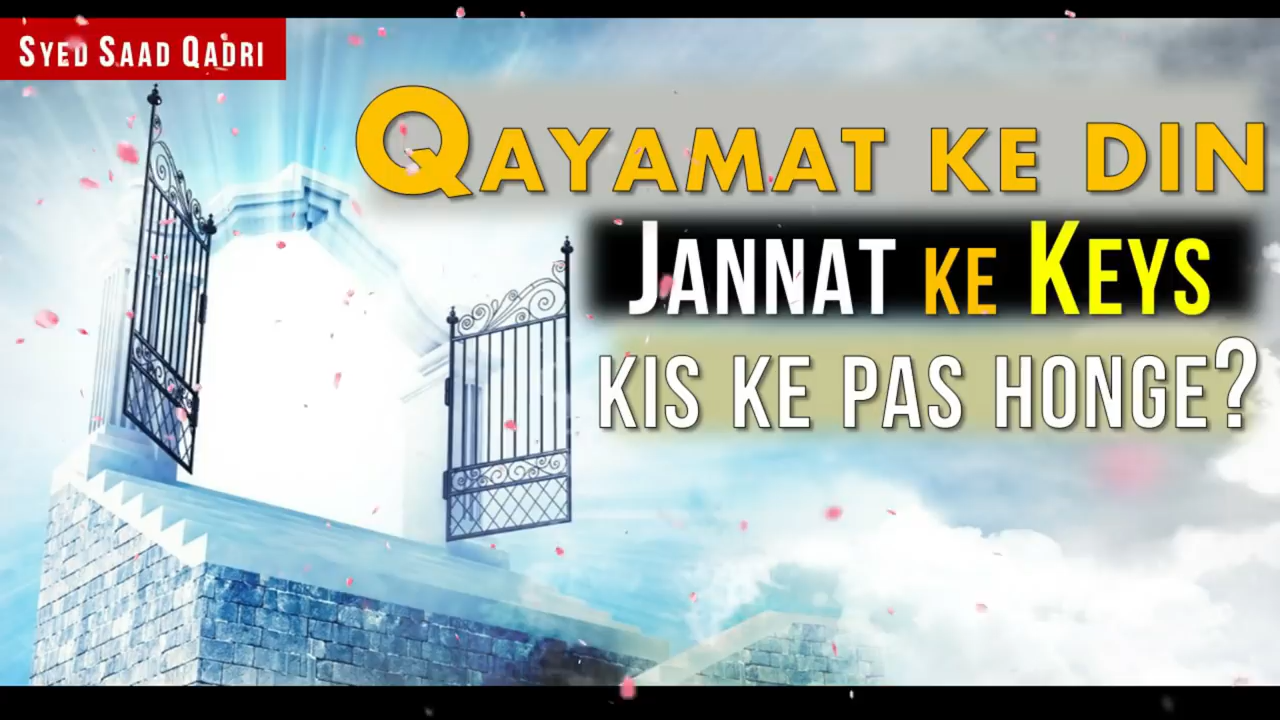 Syed Saad Qadri
Qayamat ke din
Jannat ke Keys
kis ke pas honge?